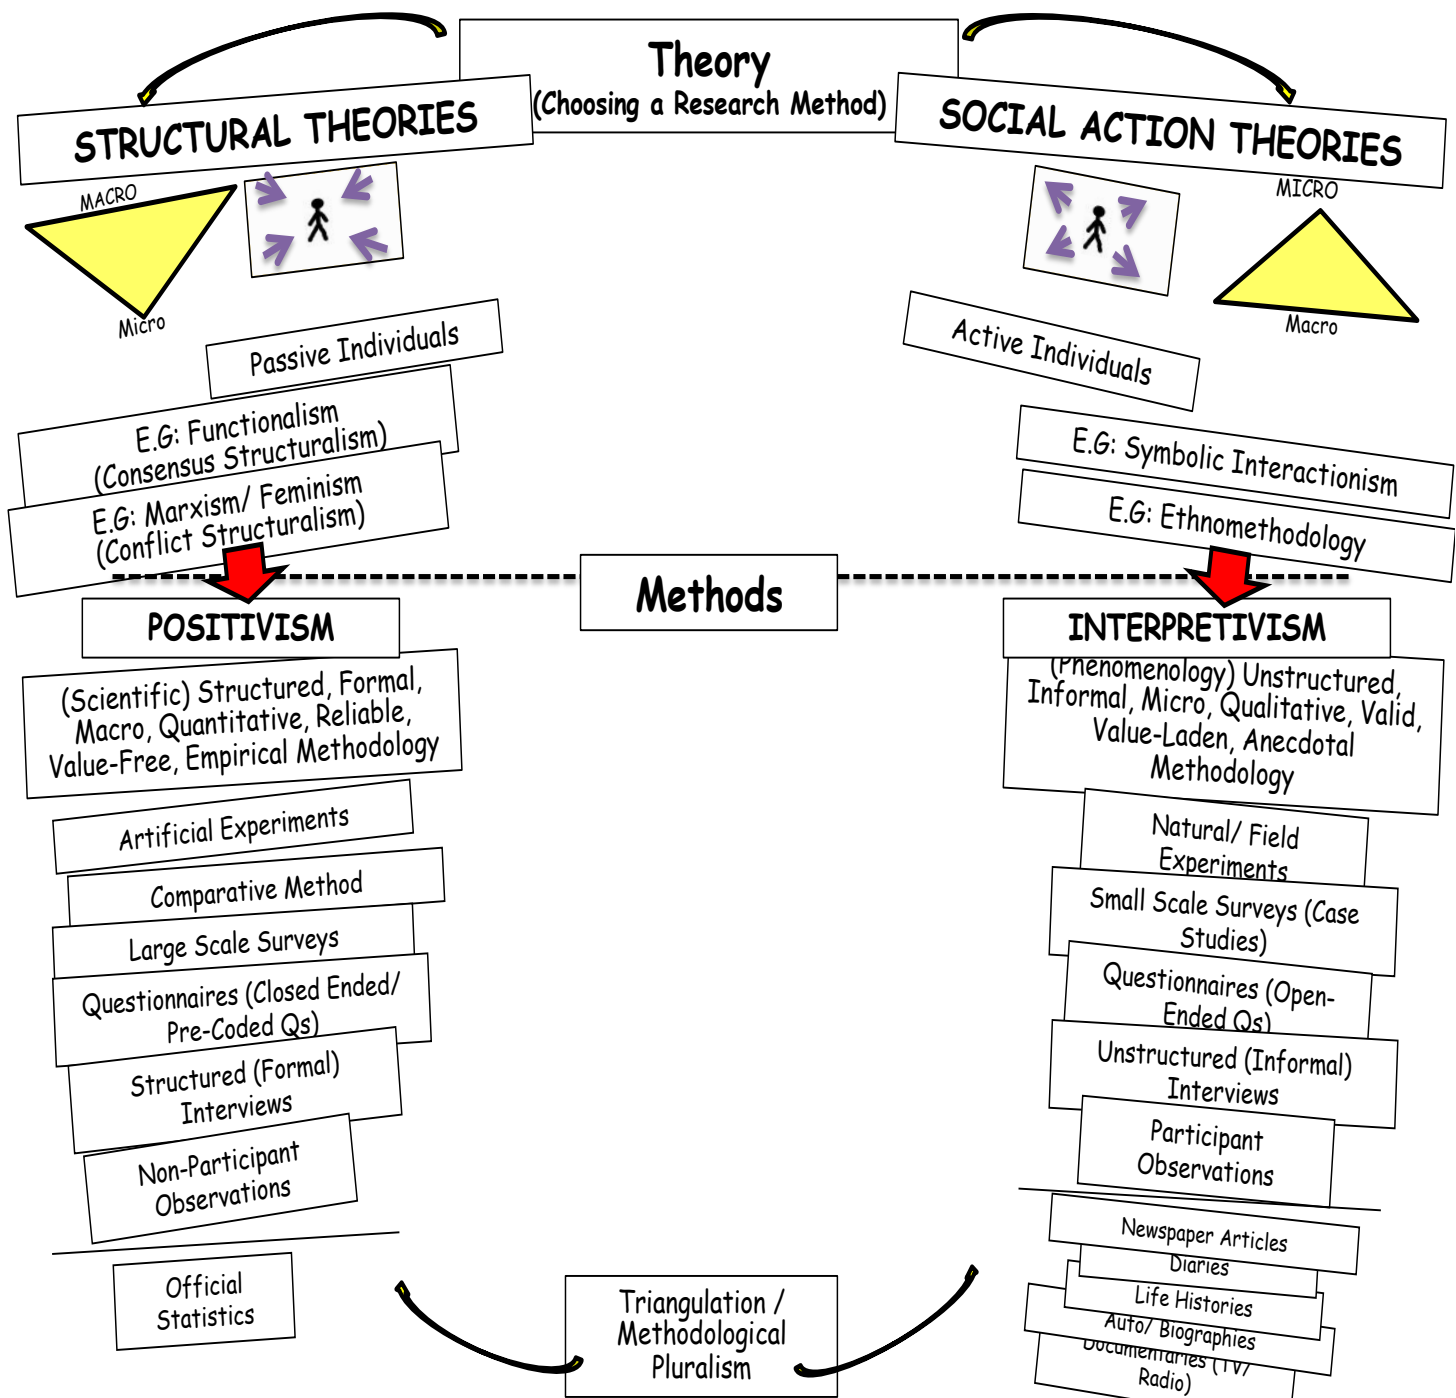 Theory
(Choosing a Research Method)
STRUCTURAL THEORIES
MACRO
Micro
Passive Individuals
E.G: Functionalism
(Consensus Structuralism)
E.G: Marxism/ Feminism
(Conflict Structuralism)
SOCIAL ACTION THEORIES
MICRO
Macro
Active Individuals
E.G: Symbolic Interactionism
E.G: Ethnomethodology
Methods
POSITIVISM
(Scientific) Structured, Formal,
Macro, Quantitative, Reliable,
Value-Free, Empirical Methodology
Artificial Experiments
Comparative Method
Large Scale Surveys
Questionnaires (Closed Ended/
Pre-Coded Qs)
Structured (Formal)
Interviews
Non-Participant
Observations
Official
Statistics
INTERPRETIVISM
(Phenomenology) Unstructured,
Informal, Micro, Qualitative, Valid,
Value-Laden, Anecdotal
Methodology
Natural/ Field
Experiments
Small Scale Surveys (Case
Studies)
Questionnaires (Open-
Ended Qs)
Unstructured (Informal)
Interviews
Participant
Observations
Newspaper Articles
Diaries
Life Histories
Auto/ Biographies
Documentaries (TV/
Radio)
Triangulation /
Methodological
Pluralism